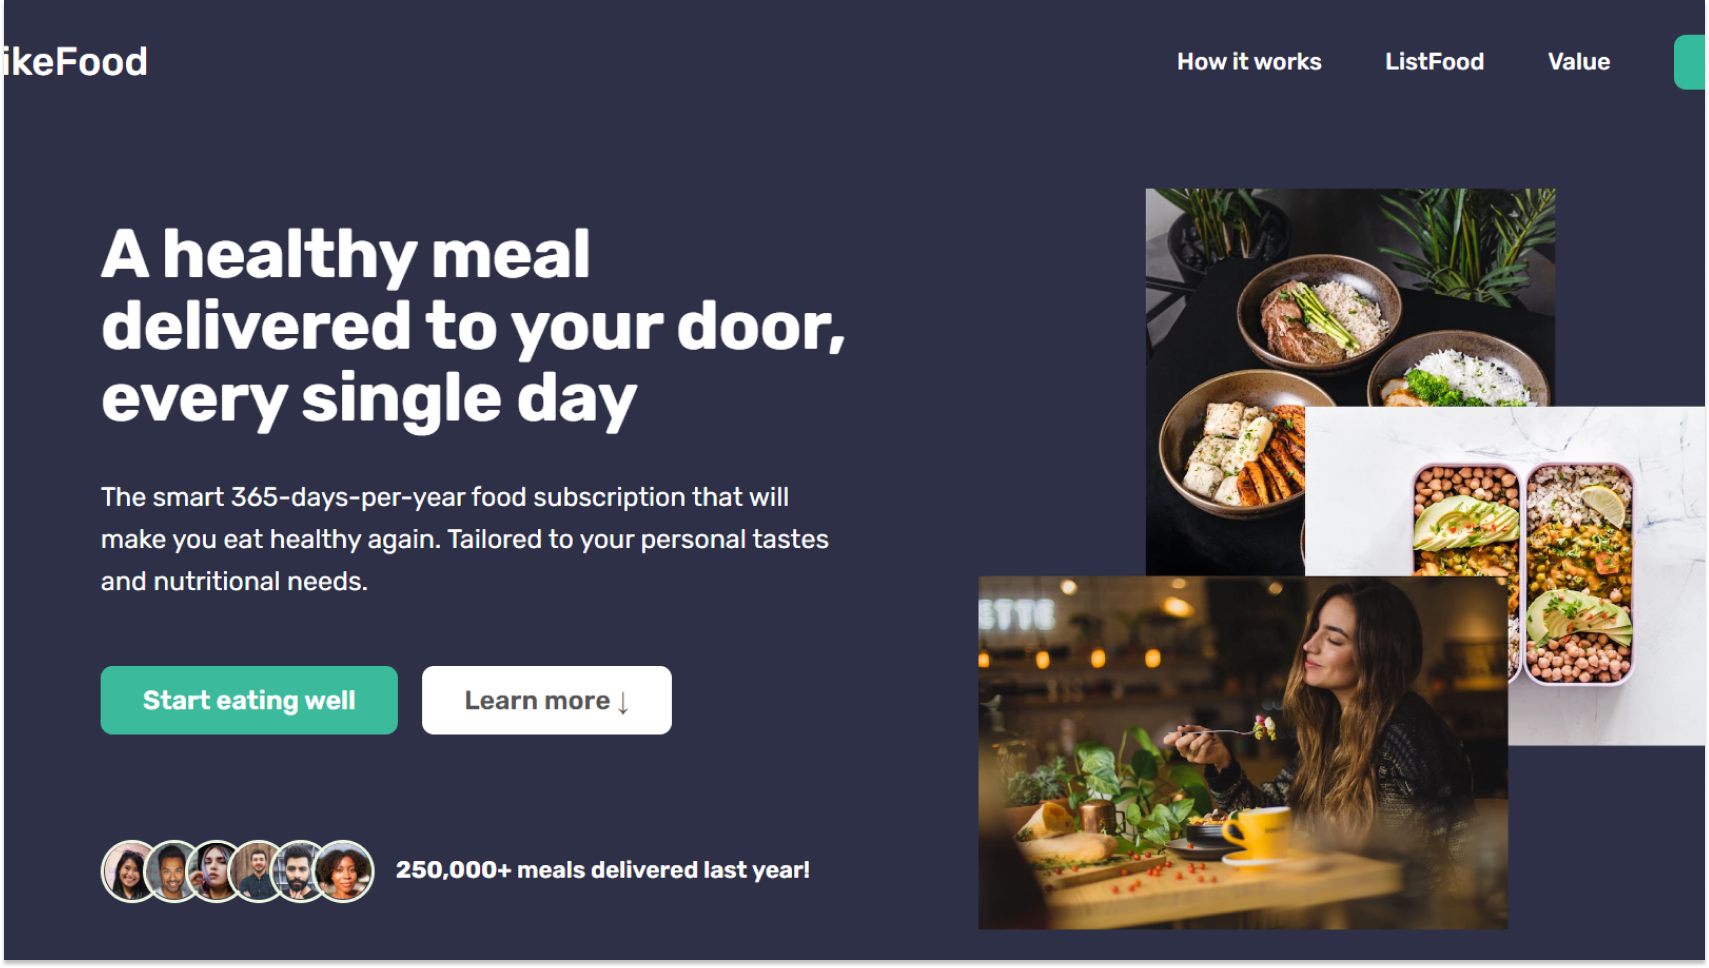 ikeFood
How it works
ListFood
Value
A healthy meal
delivered to your door,
every single day
The smart 365-days-per-year food subscription that will
make you eat healthy again. Tailored to your personal tastes
and nutritional needs.
Start eating well
Learn more ↓
250,000+ meals delivered last year!
ETTE